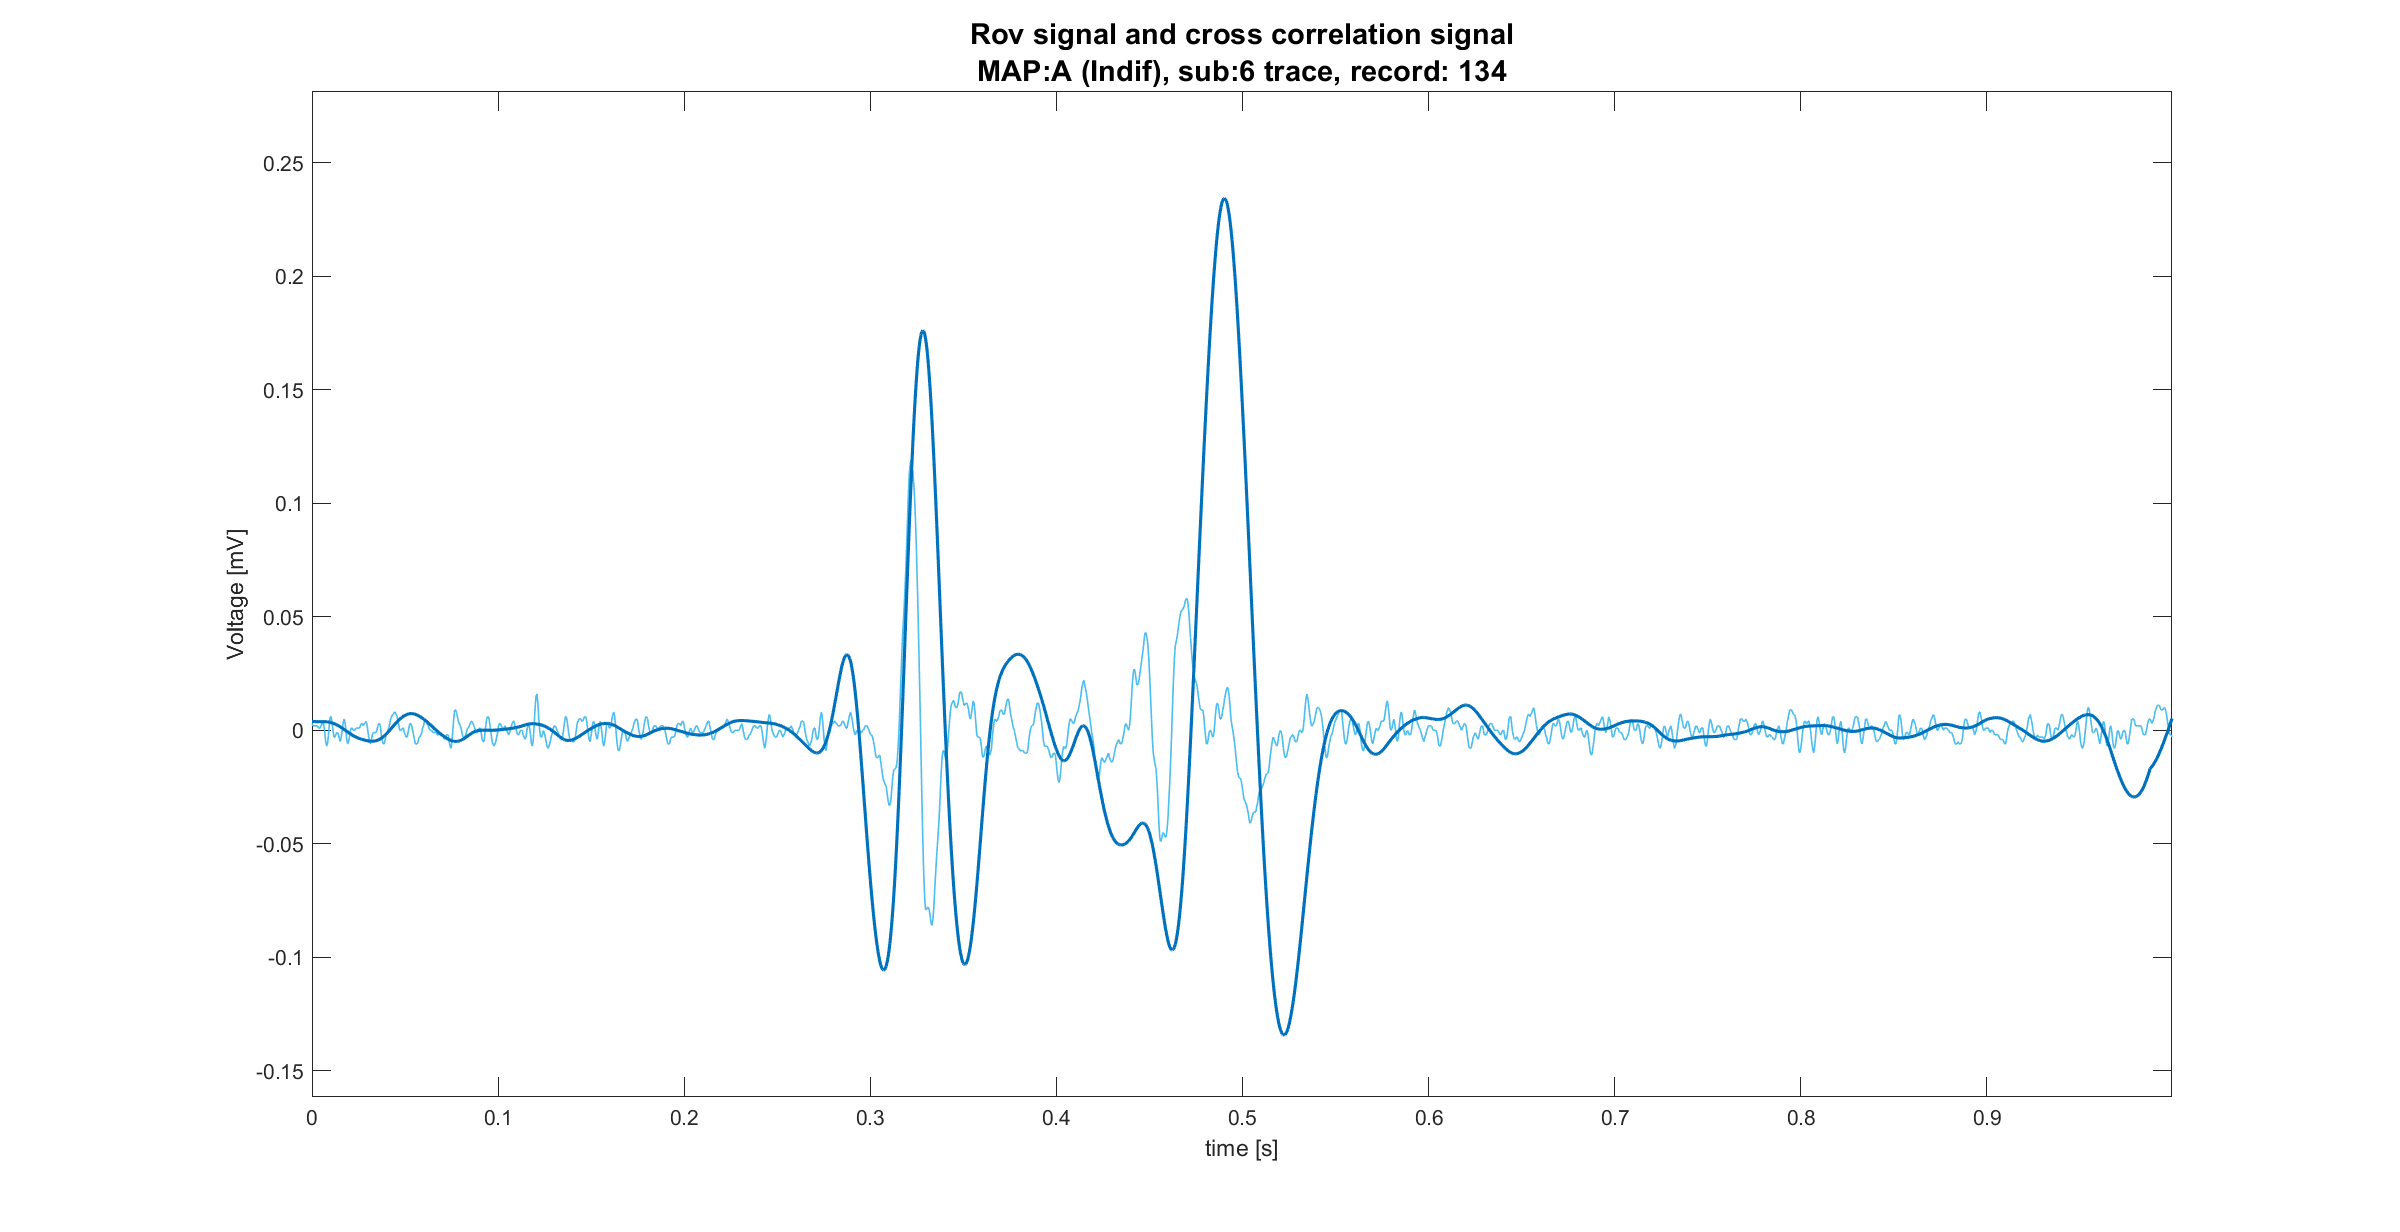 Rov signal and cross correlation signal
MAP:A (Indif), sub:6 trace, record: 134
0.25
0.2
0.15
0.1
0.05
0
-0.05
-0.1
-0.15
Voltage [mV]
0 0.1 0.2 0.3 0.4 0.5 0.6 0.7 0.8 0.9
time [s]